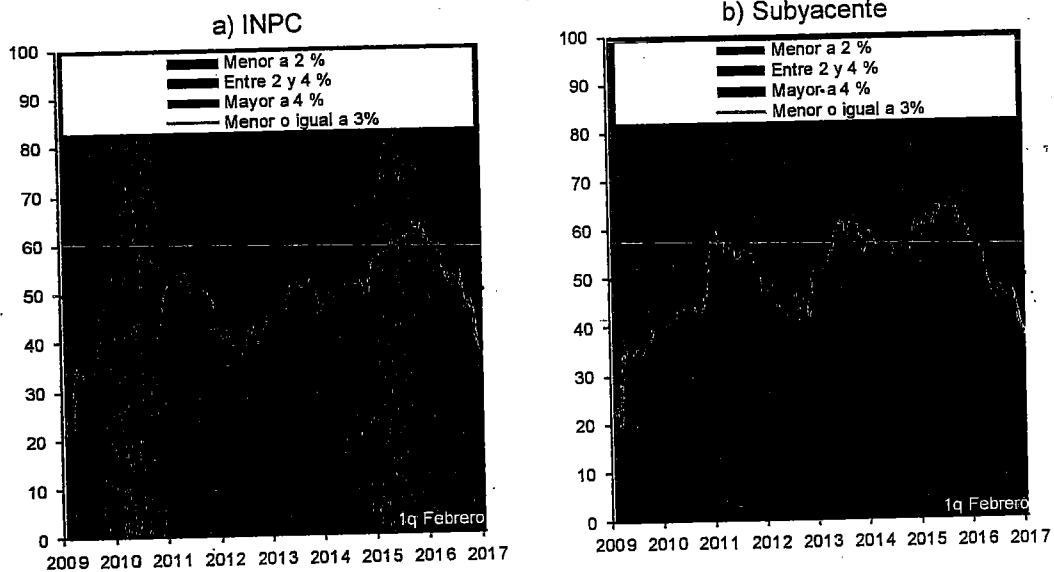 a) INPC
100
90
80
70
60
50
40
30
20
10
0
Menor a 2 %
Entre 2 y 4 %
Mayor a 4 %
Menor o igual a 3%
1q Febrero
2009 2010 2011 2012 2013 2014 2015 2016 2017
b) Subyacente
100
90
80
70
60
50
40
30
20
10
0
Menor a 2 %
Entre 2 y 4 %
Mayor a 4 %
Menor o igual a 3%
1q Febrero
2009 2010 2011 2012 2013 2014 2015 2016 2017